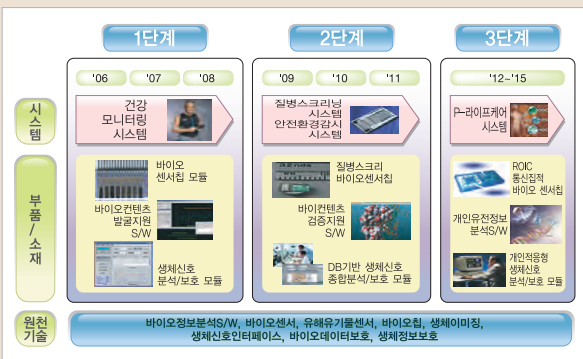 1단계
2단계
3단계
'06
'07
'08
'09
'10
'11
'12~'15
시스템
건강
모니터링
시스템
질병스크리닝
시스템
안전환경감시
시스템
P-라이프케어
시스템
부품/소재
바이오
센서칩 모듈
바이오컨텐츠
발굴지원
S/W
생체신호
분석/보호 모듈
질병스크리
바이오센서칩
바이컨텐츠
검증지원
S/W
DB기반 생체신호
종합분석/보호 모듈
ROIC
통신집적
바이오 센서칩
개인유전정보
분석S/W
개인적응형
생체신호
분석/보호 모듈
원천
기술
바이오정보분석S/W, 바이오센서, 유해유기물센서, 바이오칩, 생체이미징,
생체신호인터페이스, 바이오데이터보호, 생체정보보호